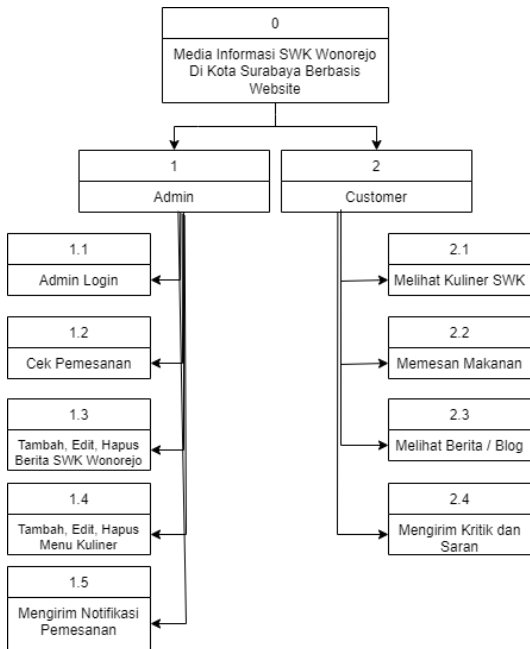 0
Media Informasi SWK Wonorejo
Di Kota Surabaya Berbasis
Website
1
Admin
2
Customer
1.1
Admin Login
1.2
Cek Pemesanan
1.3
Tambah, Edit, Hapus
Berita SWK Wonorejo
1.4
Tambah, Edit, Hapus
Menu Kuliner
1.5
Mengirim Notifikasi
Pemesanan
2.1
Melihat Kuliner SWK
2.2
Memesan Makanan
2.3
Melihat Berita / Blog
2.4
Mengirim Kritik dan
Saran